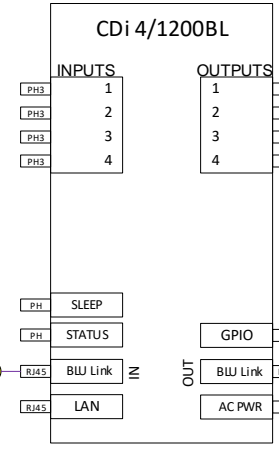 CDi 4/1200BL
INPUTS OUTPUTS
PH3 1 1
PH3 2 2
PH3 3 3
PH3 4 4
PH SLEEP
PH STATUS GPIO
RJ45 BLU Link IN OUT BLU Link
RJ45 LAN AC PWR